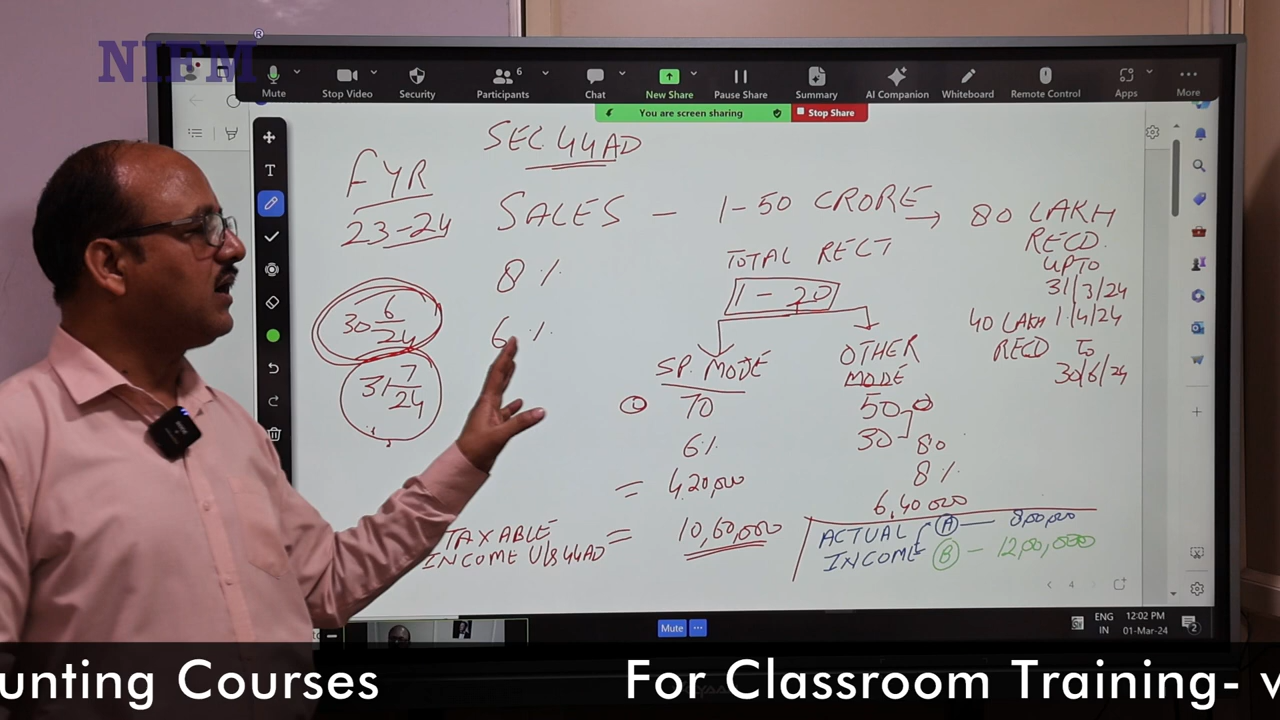 NIFM®
Mute
Stop Video
Security
Participants 6
Chat
New Share
Pause Share
Summary
AI Companion
Whiteboard
Remote Control
Apps
More
You are screen sharing
Stop Share
SEC 44AD
FYR
23-24
SALES - 1-50 CRORE → 80 LAKH
RECD.
UPTO
31/3/24
40 LAKH 1/4/24
RECD TO
30/6/24
TOTAL RECT
1-20
8%
6%
30 6/24
31 7/24
SP. MODE
OTHER
MODE
70
50
30
80
6%
8%
= 4,20,000
6,40,000
TAXABLE
INCOME U/S 44AD = 10,60,000
ACTUAL
INCOME
A — 8,00,000
B - 12,00,000
4
T
ENG
IN
12:02 PM
01-Mar-24
2
Mute
unting Courses For Classroom Training-